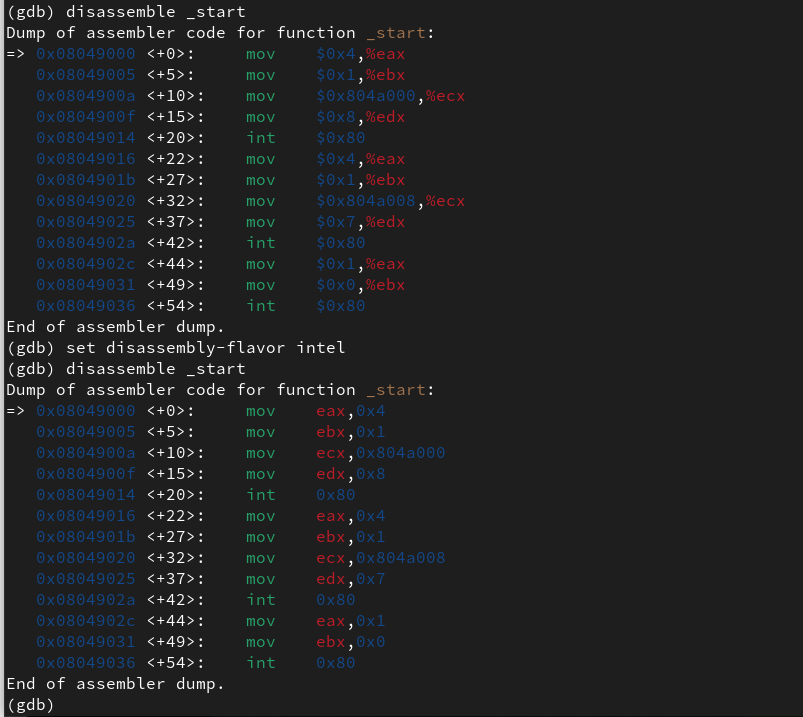 (gdb) disassemble _start
Dump of assembler code for function _start:
=> 0x08049000 <+0>:     mov    $0x4,%eax
   0x08049005 <+5>:     mov    $0x1,%ebx
   0x0804900a <+10>:    mov    $0x804a000,%ecx
   0x0804900f <+15>:    mov    $0x8,%edx
   0x08049014 <+20>:    int    $0x80
   0x08049016 <+22>:    mov    $0x4,%eax
   0x0804901b <+27>:    mov    $0x1,%ebx
   0x08049020 <+32>:    mov    $0x804a008,%ecx
   0x08049025 <+37>:    mov    $0x7,%edx
   0x0804902a <+42>:    int    $0x80
   0x0804902c <+44>:    mov    $0x1,%eax
   0x08049031 <+49>:    mov    $0x0,%ebx
   0x08049036 <+54>:    int    $0x80
End of assembler dump.
(gdb) set disassembly-flavor intel
(gdb) disassemble _start
Dump of assembler code for function _start:
=> 0x08049000 <+0>:     mov    eax,0x4
   0x08049005 <+5>:     mov    ebx,0x1
   0x0804900a <+10>:    mov    ecx,0x804a000
   0x0804900f <+15>:    mov    edx,0x8
   0x08049014 <+20>:    int    0x80
   0x08049016 <+22>:    mov    eax,0x4
   0x0804901b <+27>:    mov    ebx,0x1
   0x08049020 <+32>:    mov    ecx,0x804a008
   0x08049025 <+37>:    mov    edx,0x7
   0x0804902a <+42>:    int    0x80
   0x0804902c <+44>:    mov    eax,0x1
   0x08049031 <+49>:    mov    ebx,0x0
   0x08049036 <+54>:    int    0x80
End of assembler dump.
(gdb)